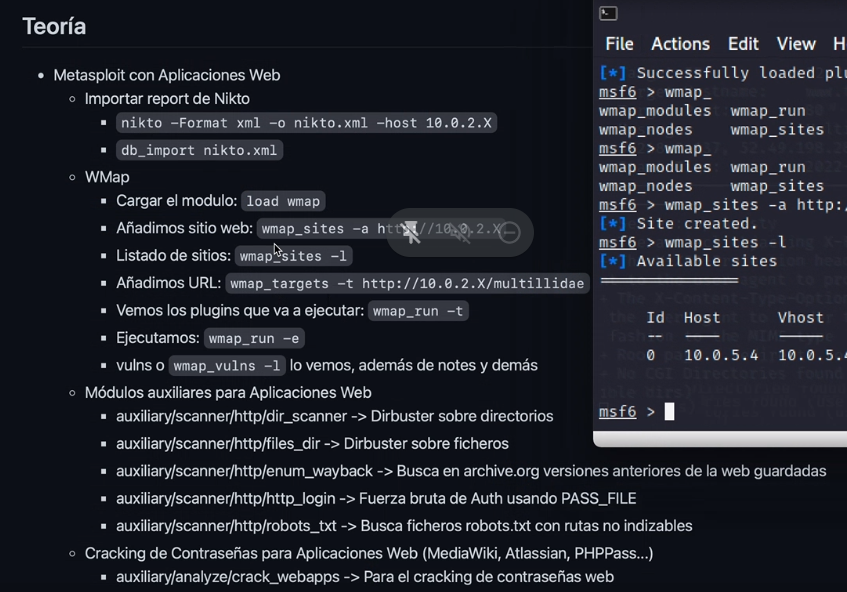 Teoría
Metasploit con Aplicaciones Web
Importar report de Nikto
nikto -Format xml -o nikto.xml -host 10.0.2.X
db_import nikto.xml
WMap
Cargar el modulo: load wmap
Añadimos sitio web: wmap_sites -a http://10.0.2.X
Listado de sitios: wmap_sites -l
Añadimos URL: wmap_targets -t http://10.0.2.X/multillidae
Vemos los plugins que va a ejecutar: wmap_run -t
Ejecutamos: wmap_run -e
vulns o wmap_vulns -l lo vemos, además de notes y demás
Módulos auxiliares para Aplicaciones Web
auxiliary/scanner/http/dir_scanner -> Dirbuster sobre directorios
auxiliary/scanner/http/files_dir -> Dirbuster sobre ficheros
auxiliary/scanner/http/enum_wayback -> Busca en archive.org versiones anteriores de la web guardadas
auxiliary/scanner/http/http_login -> Fuerza bruta de Auth usando PASS_FILE
auxiliary/scanner/http/robots_txt -> Busca ficheros robots.txt con rutas no indizables
Cracking de Contraseñas para Aplicaciones Web (MediaWiki, Atlassian, PHPPass...)
auxiliary/analyze/crack_webapps -> Para el cracking de contraseñas web
File Actions Edit View H
[*] Successfully loaded plu
msf6 > wmap_
wmap_modules wmap_run
wmap_nodes wmap_sites
msf6 > wmap_
wmap_modules wmap_run
wmap_nodes wmap_sites
msf6 > wmap_sites -a http:/
[*] Site created.
msf6 > wmap_sites -l
[*] Available sites
===============
Id Host Vhost
-- ---- -----
0 10.0.5.4 10.0.5.4
msf6 >